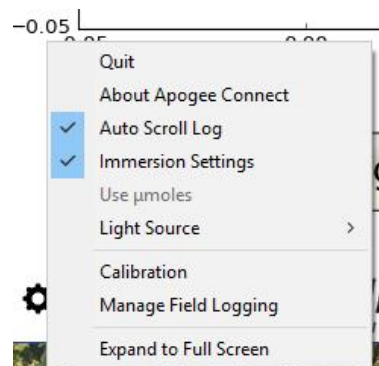 -0.05
Quit
About Apogee Connect
Auto Scroll Log
Immersion Settings
Use µmoles
Light Source
Calibration
Manage Field Logging
Expand to Full Screen